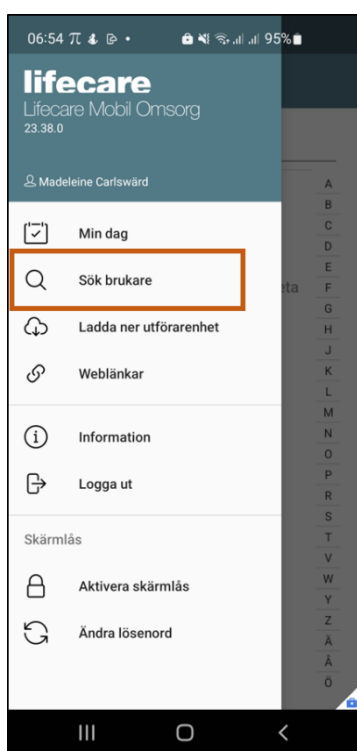 06:54 95%
lifecare
Lifecare Mobil Omsorg
23.38.0
Madeleine Carlswärd
Min dag
Sök brukare
Ladda ner utförarenhet
Weblänkar
Information
Logga ut
Skärmlås
Aktivera skärmlås
Ändra lösenord
eta
A
B
C
D
E
F
G
H
J
K
L
M
N
O
P
R
S
T
V
W
Y
Z
Ä
Å
Ö